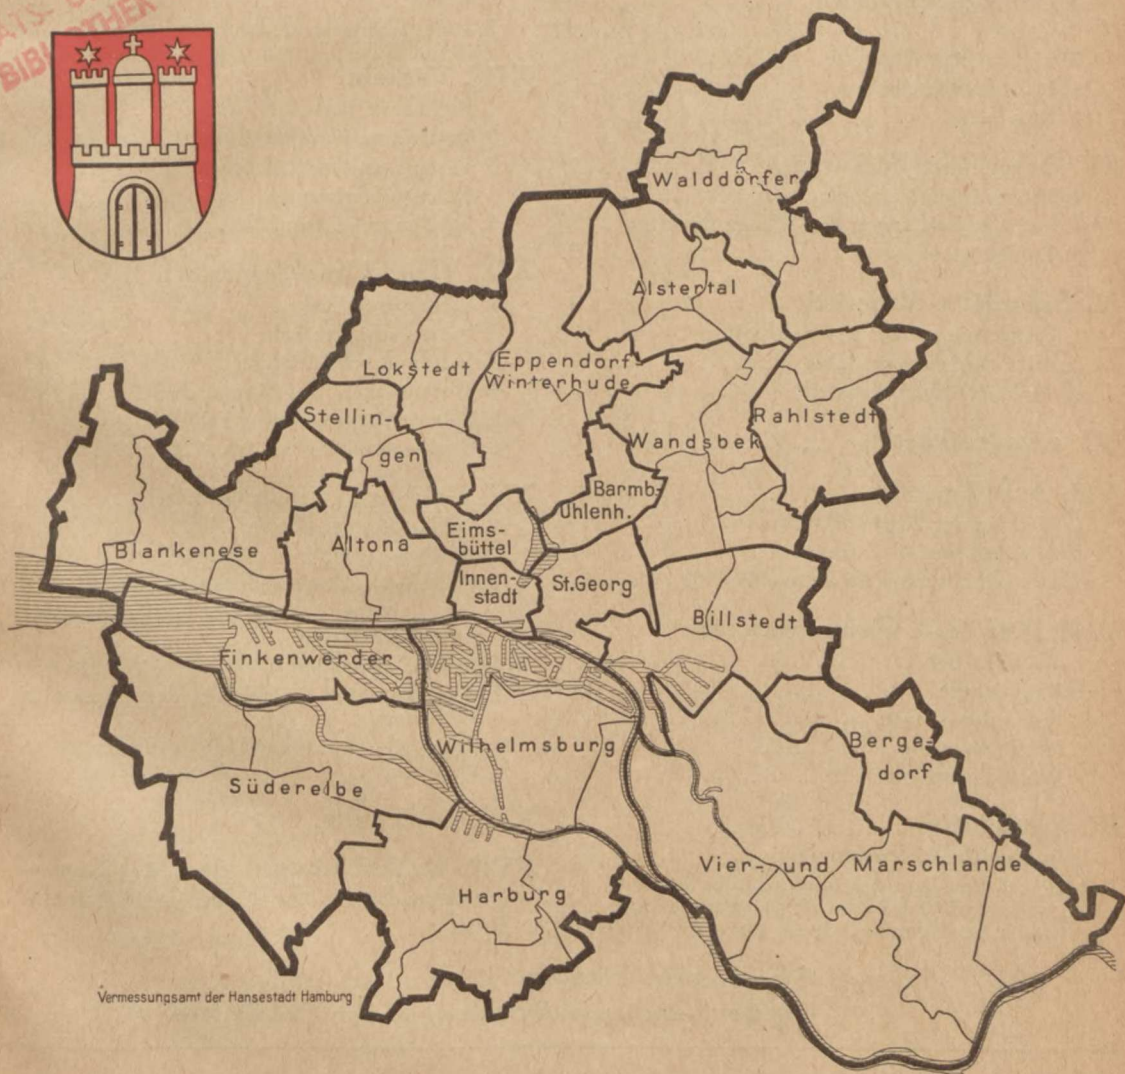 BIBLIOTHEK
Walddörfer
Alstertal
Lokstedt
Eppendorf-
Winterhude
Stellin-
gen
Rahlstedt
Wandsbek
Barmb-
Uhlenh.
Eims-
büttel
Blankenese
Altona
Innen-
stadt
St.Georg
Billstedt
Finkenwerder
Wilhelmsburg
Berge-
dorf
Süderelbe
Vier- und Marschlande
Harburg
Vermessungsamt der Hansestadt Hamburg